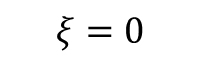 ξ = 0